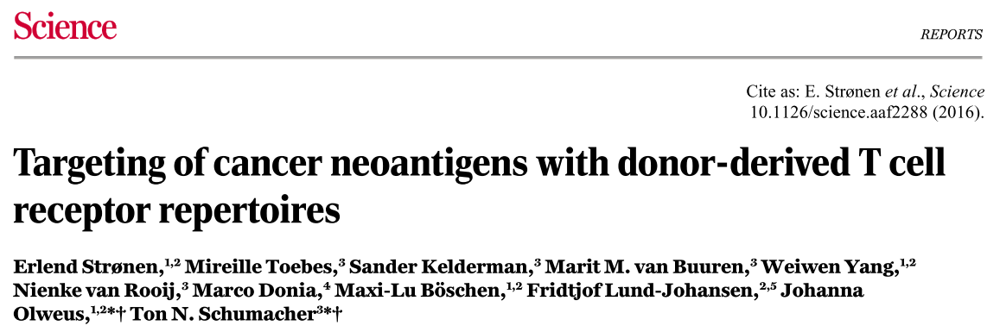 Science
REPORTS
Cite as: E. Strønen et al., Science
10.1126/science.aaf2288 (2016).
Targeting of cancer neoantigens with donor-derived T cell
receptor repertoires
Erlend Strønen,1,2 Mireille Toebes,3 Sander Kelderman,3 Marit M. van Buuren,3 Weiwen Yang,1,2
Nienke van Rooij,3 Marco Donia,4 Maxi-Lu Böschen,1,2 Fridtjof Lund-Johansen,2,5 Johanna
Olweus,1,2*† Ton N. Schumacher3*†